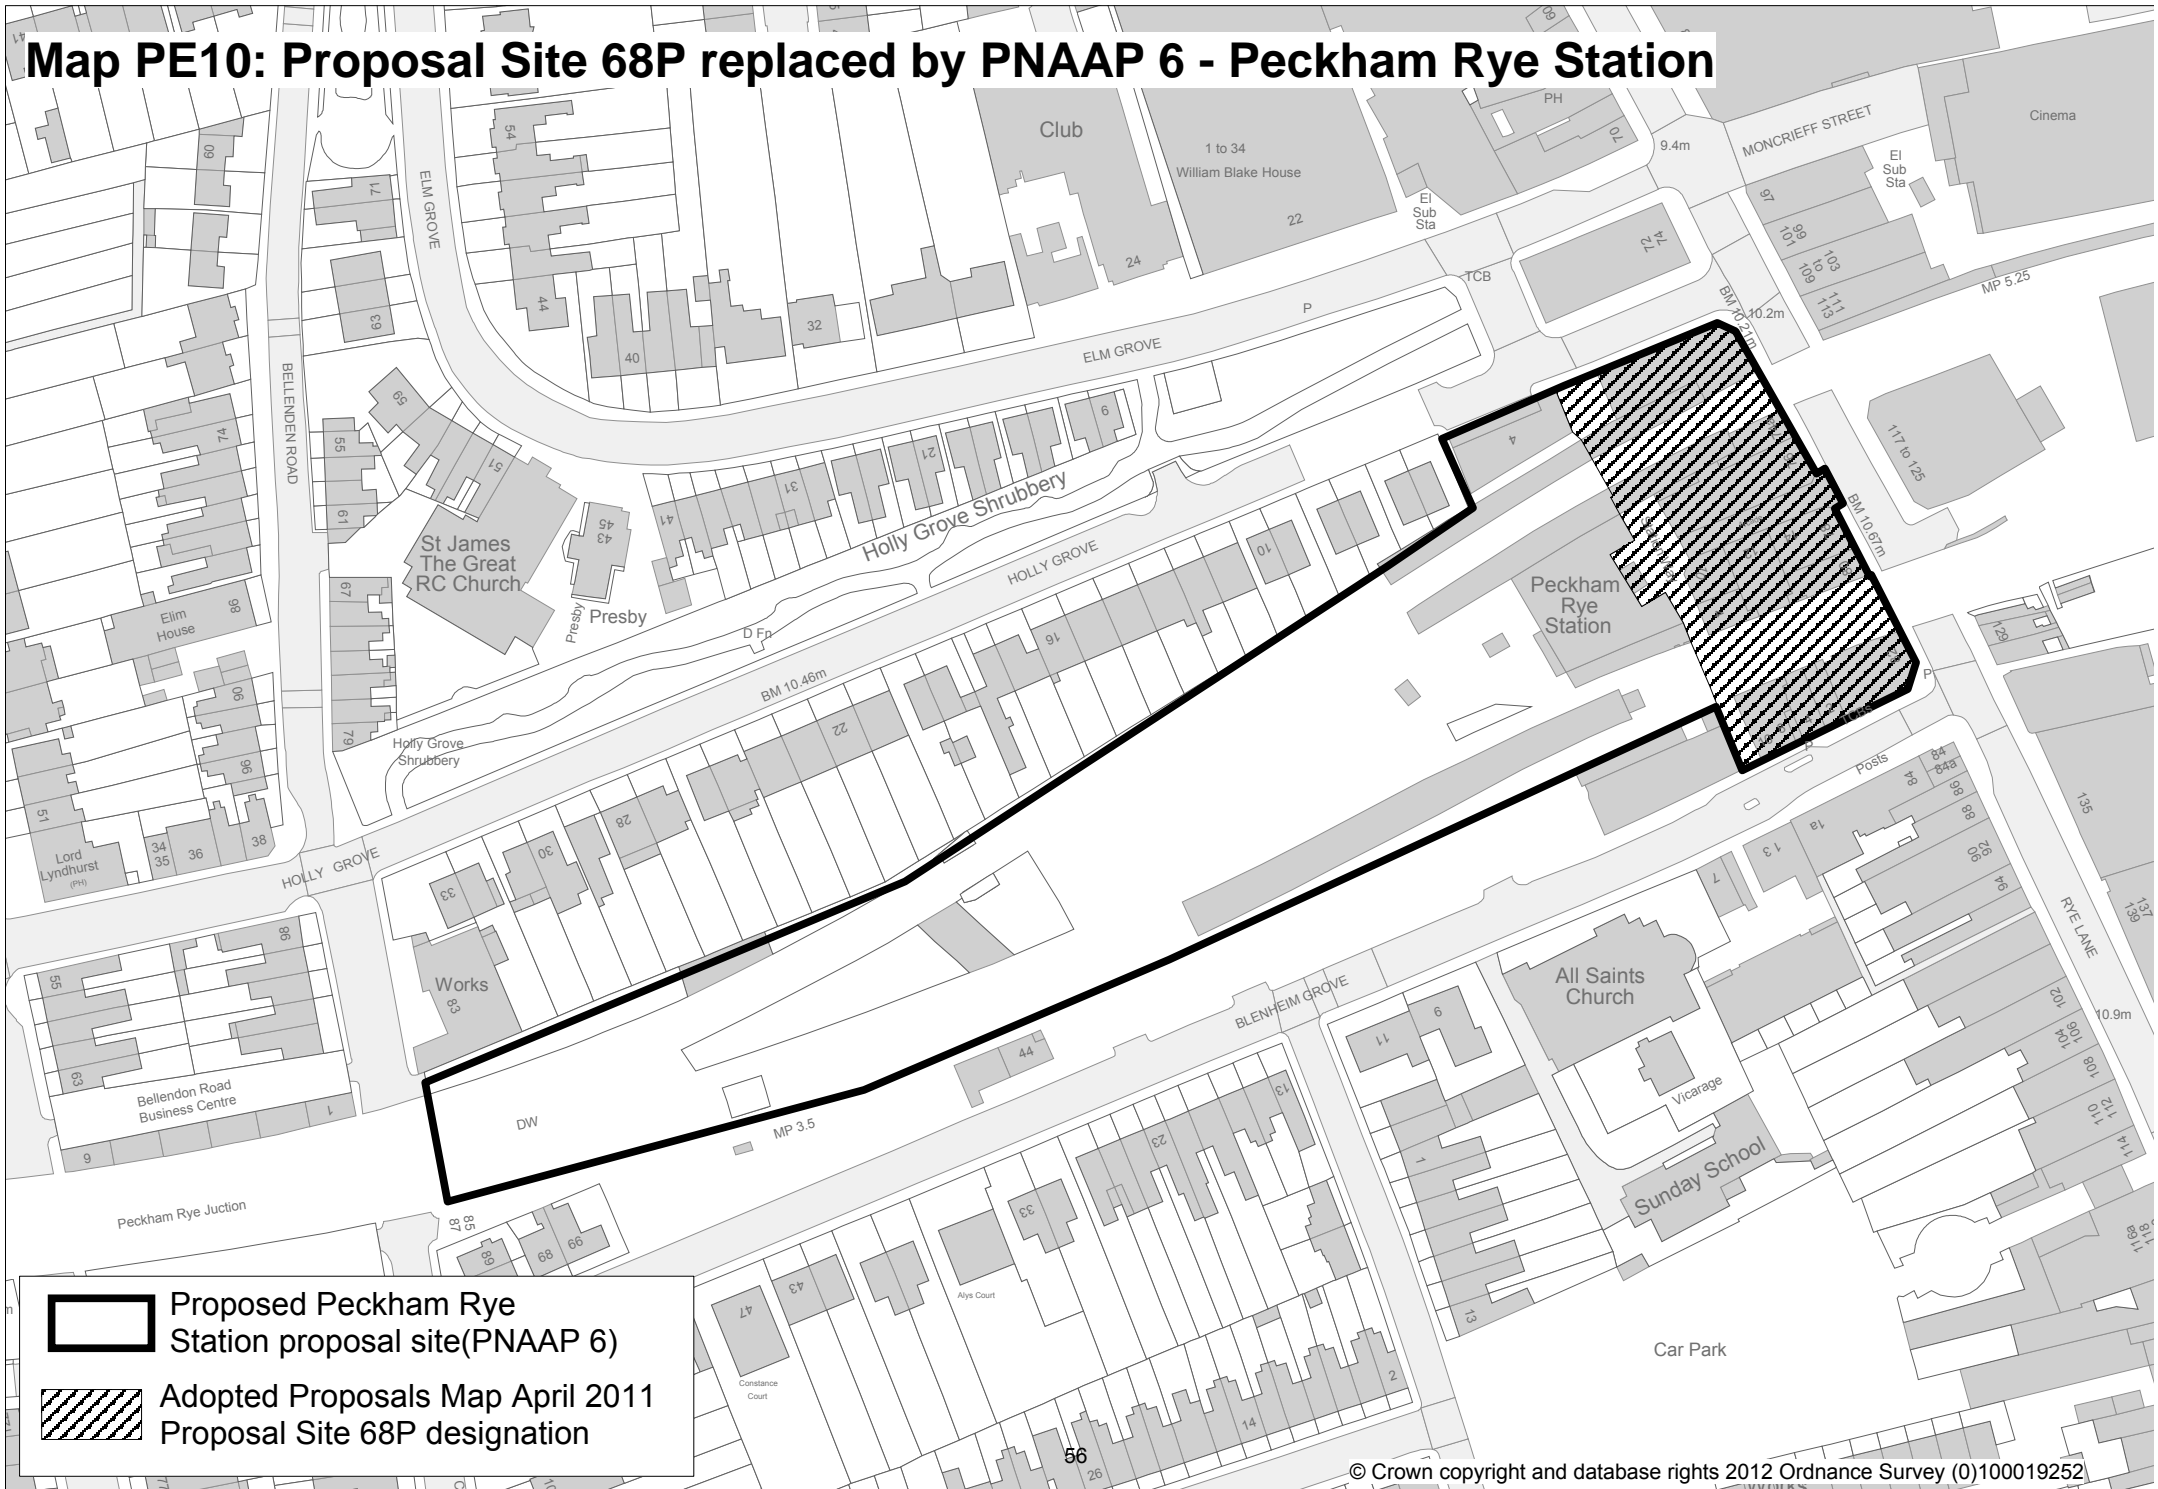 Map PE10: Proposal Site 68P replaced by PNAAP 6 - Peckham Rye Station
Club
1 to 34
William Blake House
22
24
PH
70
9.4m
MONCRIEFF STREET
Cinema
El
Sub
Sta
El
Sub
Sta
97
99
101
103
to
109
111
113
MP 5.25
72
74
TCB
BM 10.21m
10.2m
ELM GROVE
54
44
40
32
P
ELM GROVE
71
63
60
BELLENDEN ROAD
74
59
55
61
51
St James
The Great
RC Church
45
43
Presby
Presby
41
31
21
9
Holly Grove Shrubbery
HOLLY GROVE
10
4
16
Peckham
Rye
Station
117 to 125
BM 10.67m
129
Elim
House
86
67
79
D Fn
BM 10.46m
22
Holly Grove
Shrubbery
90
96
51
Lord
Lyndhurst
(PH)
34
35
36
38
HOLLY GROVE
28
30
33
Works
83
P
TCBs
P
Posts
84
84a
84
86
88
90
92
94
1a
1 3
7
135
137
139
RYE LANE
All Saints
Church
Vicarage
Sunday School
102
104
106
108
110
112
114
10.9m
116a
118
55
63
86
Bellendon Road
Business Centre
1
9
DW
MP 3.5
44
BLENHEIM GROVE
11
9
13
23
33
1
13
Peckham Rye Juction
85
87
89
68
66
Alys Court
43
47
Constance
Court
14
2
26
Car Park
Proposed Peckham Rye
Station proposal site(PNAAP 6)
Adopted Proposals Map April 2011
Proposal Site 68P designation
56
© Crown copyright and database rights 2012 Ordnance Survey (0)100019252